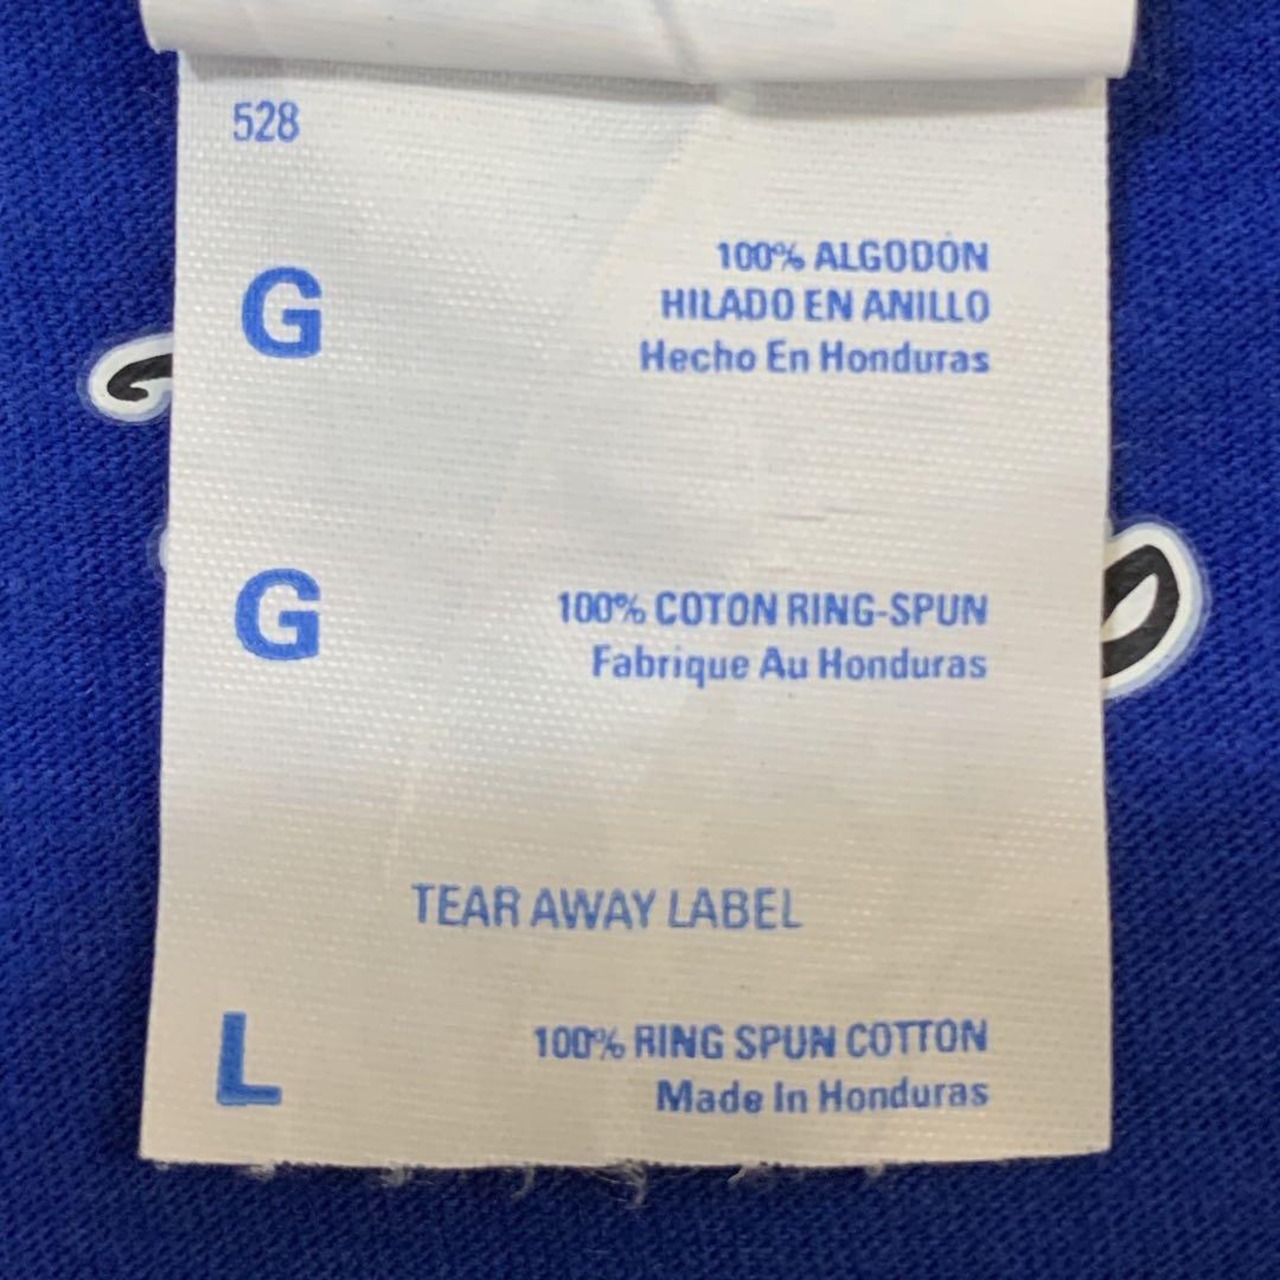 528
G
100% ALGODÓN
HILADO EN ANILLO
Hecho En Honduras
G
100% COTON RING-SPUN
Fabrique Au Honduras
TEAR AWAY LABEL
L
100% RING SPUN COTTON
Made In Honduras